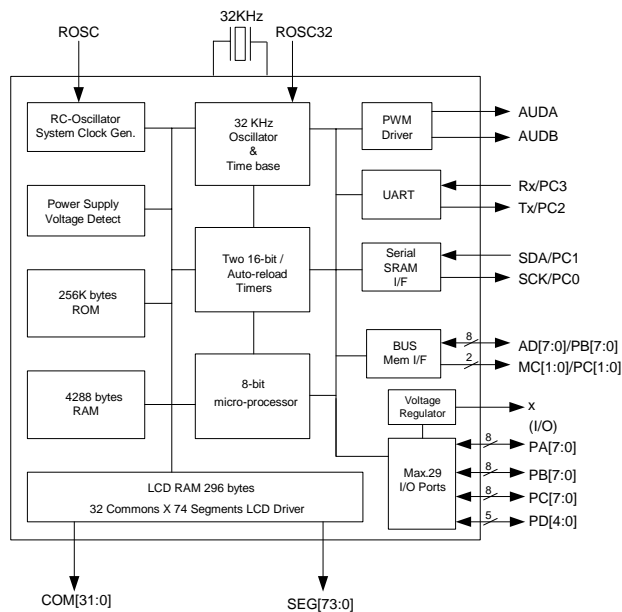 32KHz
ROSC
ROSC32
RC-Oscillator
System Clock Gen.
32 KHz
Oscillator
&
Time base
PWM
Driver
AUDA
AUDB
Power Supply
Voltage Detect
UART
Rx/PC3
Tx/PC2
256K bytes
ROM
Two 16-bit /
Auto-reload
Timers
Serial
SRAM
I/F
SDA/PC1
SCK/PC0
BUS
Mem I/F
8
AD[7:0]/PB[7:0]
2
MC[1:0]/PC[1:0]
4288 bytes
RAM
8-bit
micro-processor
Voltage
Regulator
x
(I/O)
Max.29
I/O Ports
8
PA[7:0]
8
PB[7:0]
8
PC[7:0]
5
PD[4:0]
LCD RAM 296 bytes
32 Commons X 74 Segments LCD Driver
COM[31:0]
SEG[73:0]